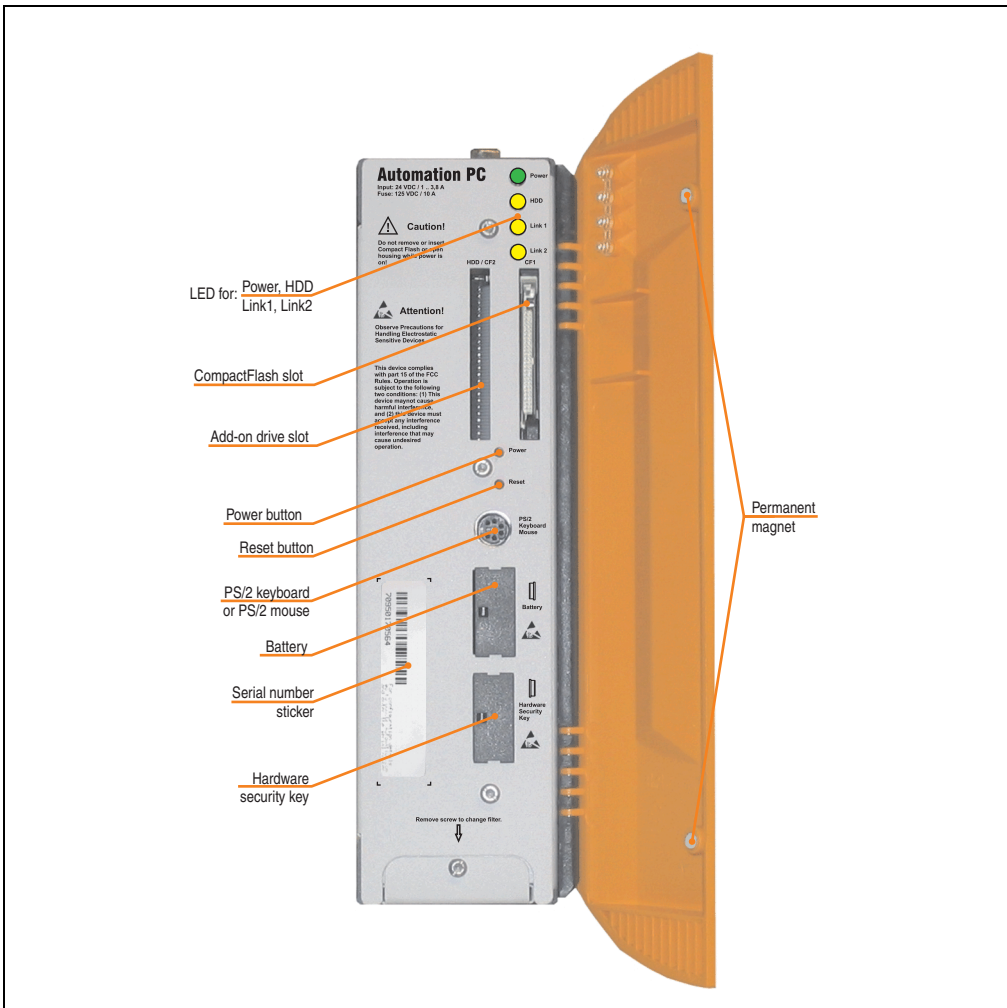 Automation PC
Input: 24 VDC / 1 .. 3,8 A
Fuse: 125 VDC / 10 A
Power
HDD
Link 1
Link 2
Caution!
Do not remove or insert
Compact Flash or open
housing while power is
on!
HDD / CF2
CF1
LED for: Power, HDD
Link1, Link2
Attention!
Observe Precautions for
Handling Electrostatic
Sensitive Devices
This device complies
with part 15 of the FCC
Rules. Operation is
subject to the following
two conditions: (1) This
device maynot cause
harmful interference,
and (2) this device must
accept any interference
received, including
interference that may
cause undesired
operation.
CompactFlash slot
Add-on drive slot
Power
Reset
Power button
Reset button
PS/2
Keyboard
Mouse
PS/2 keyboard
or PS/2 mouse
Battery
Battery
Serial number
sticker
Hardware
Security
Key
Hardware
security key
Remove screw to change filter.
Permanent
magnet